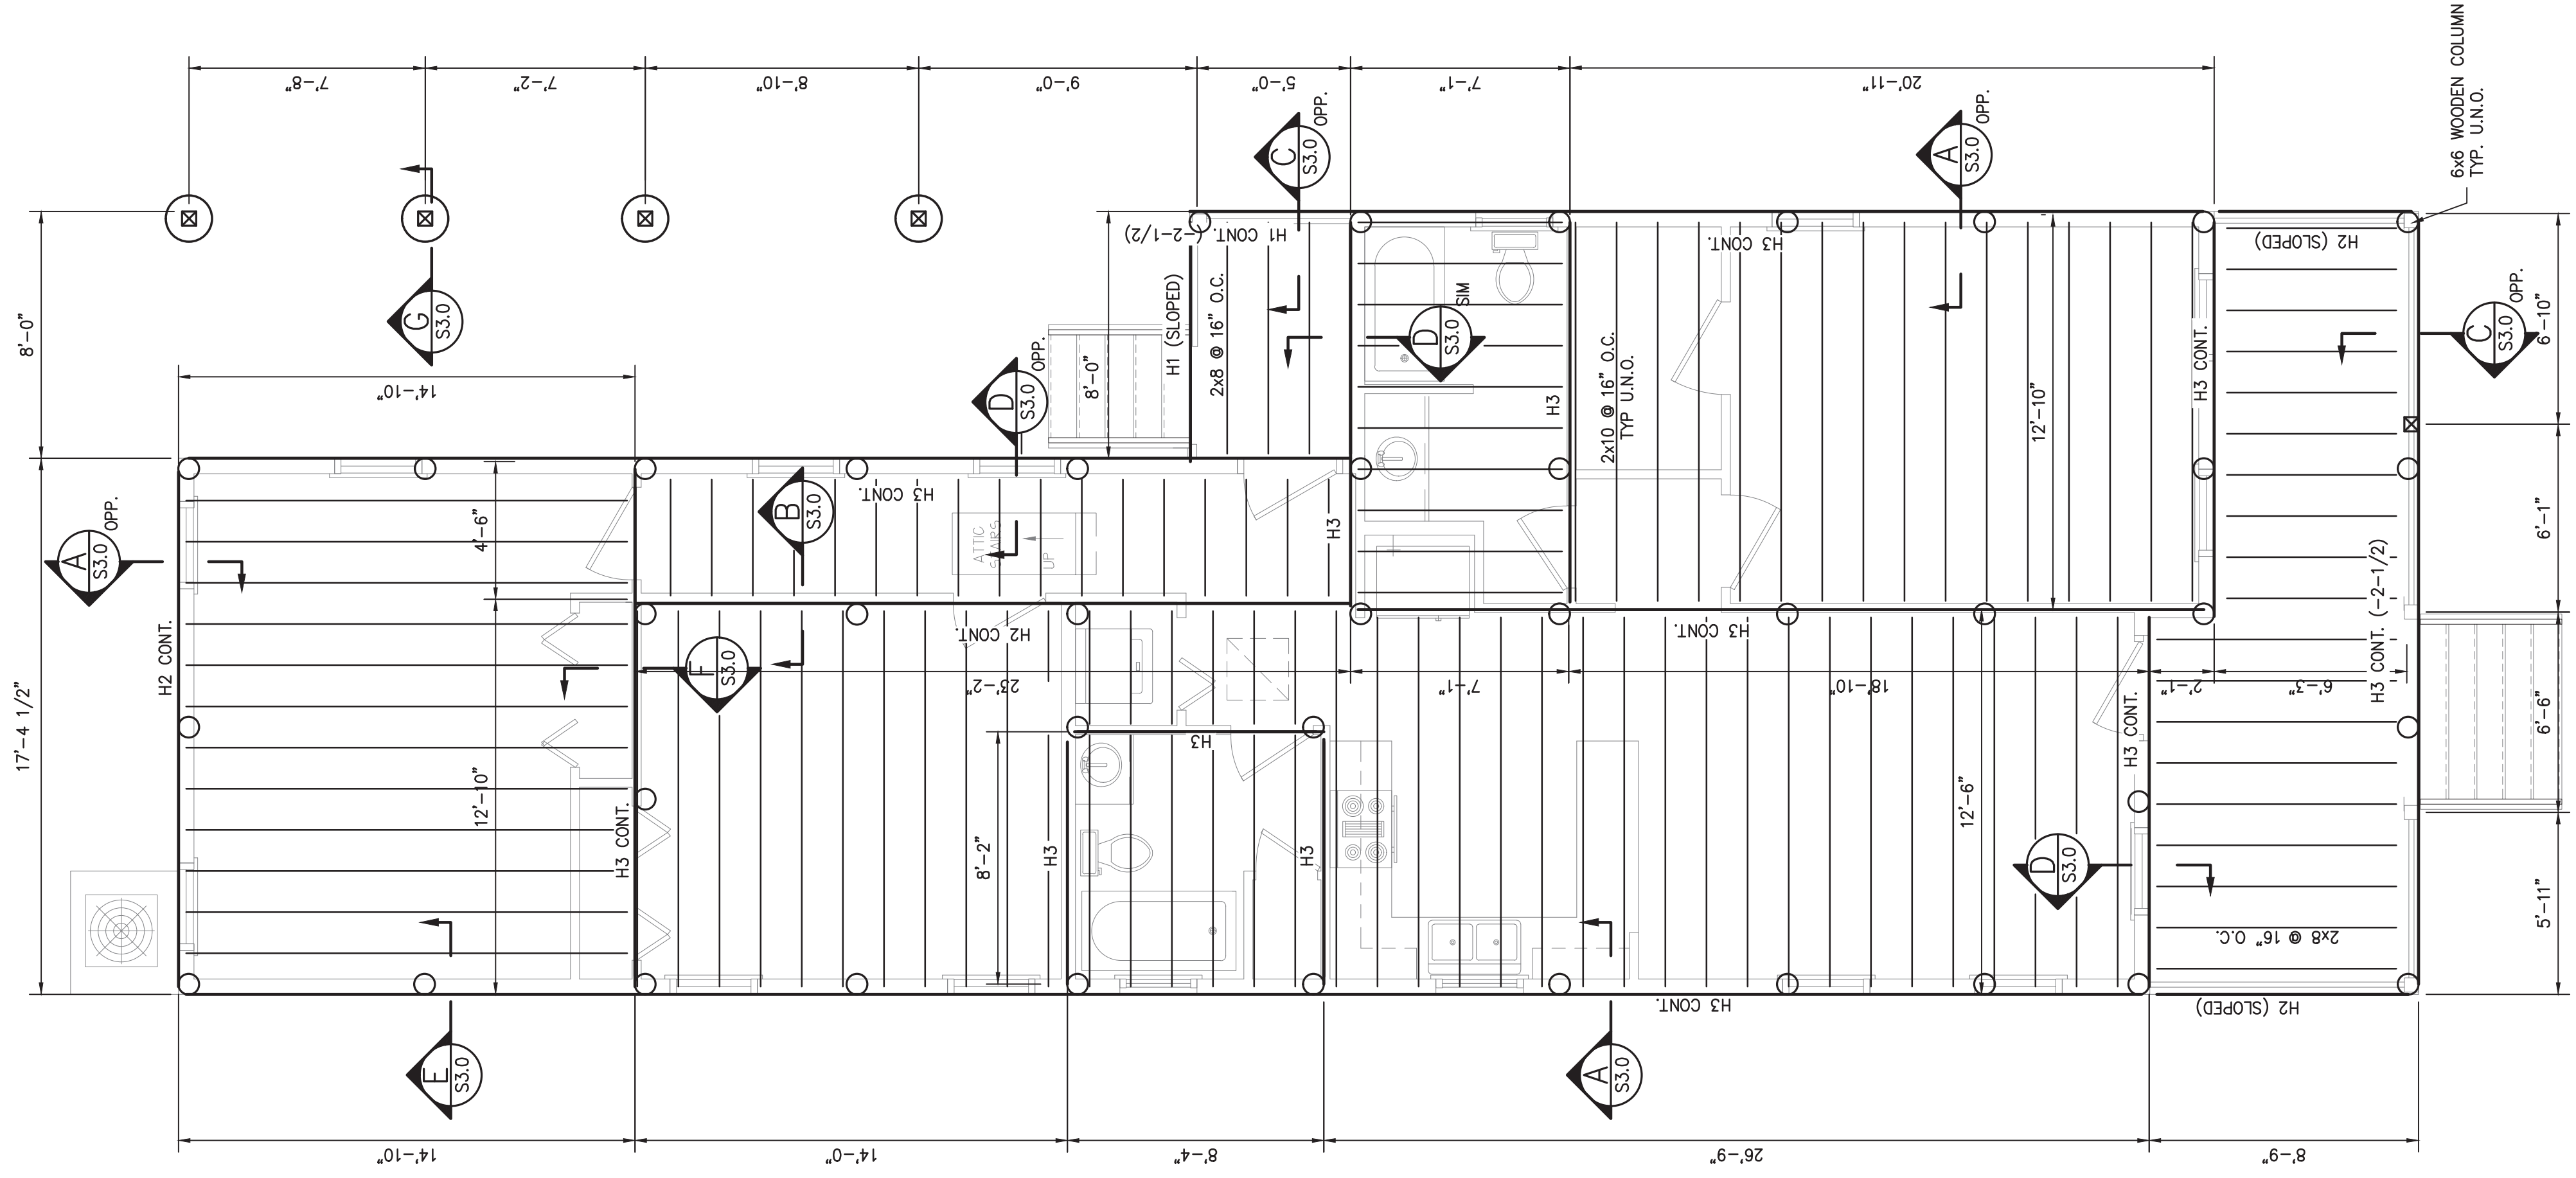 7'-8"
7'-2"
8'-10"
9'-0"
5'-0"
7'-1"
20'-11"
6x6 WOODEN COLUMN
TYP. U.N.O.
C
S3.0
OPP.
A
S3.0
OPP.
8'-0"
G
S3.0
14'-10"
D
S3.0
OPP.
8'-0"
H1 (SLOPED)
2x8 @ 16" O.C.
H1 CONT. (-2-1/2)
D
S3.0
SIM
H3
2x10 @ 16" O.C.
TYP U.N.O.
H3 CONT.
12'-10"
H3 CONT.
H2 (SLOPED)
C
S3.0
OPP.
6'-10"
A
S3.0
OPP.
17'-4 1/2"
H2 CONT.
4'-6"
B
S3.0
H3 CONT.
ATTIC
STAIRS
UP
H3
6'-1"
H3 CONT. (-2-1/2)
F
S3.0
H2 CONT.
23'-2"
7'-1"
H3 CONT.
18'-10"
2'-1"
6'-3"
6'-6"
12'-10"
H3 CONT.
8'-2"
H3
H3
H3
12'-6"
H3 CONT.
D
S3.0
2x8 @ 16" O.C.
5'-11"
E
S3.0
A
S3.0
H3 CONT.
H2 (SLOPED)
14'-10"
14'-0"
8'-4"
26'-9"
8'-9"